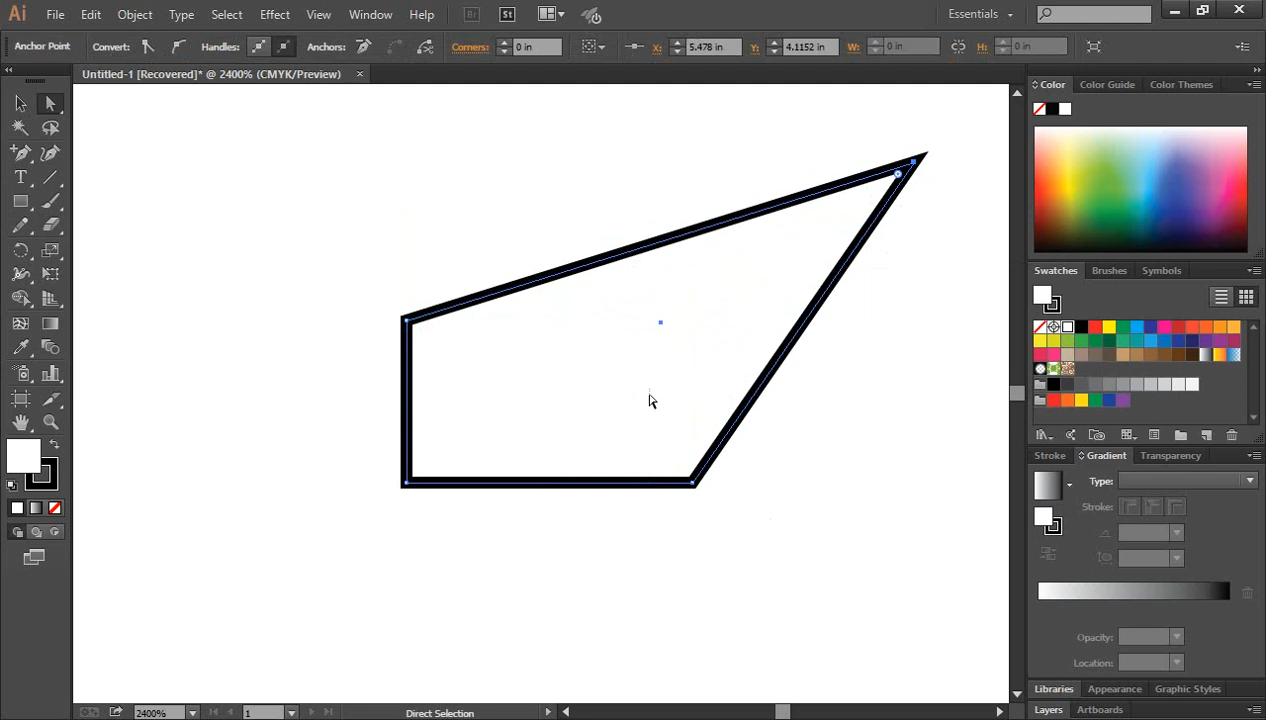 Ai File Edit Object Type Select Effect View Window Help Br St Essentials
Anchor Point Convert: Handles: Anchors: Corners: 0 in X: 5.478 in Y: 4.1152 in W: 0 in H: 0 in
Untitled-1 [Recovered]* @ 2400% (CMYK/Preview)
Color Color Guide Color Themes
Swatches Brushes Symbols
Stroke Gradient Transparency
Type:
Stroke:
Opacity:
Location:
Libraries Appearance Graphic Styles
Layers Artboards
2400% 1 Direct Selection